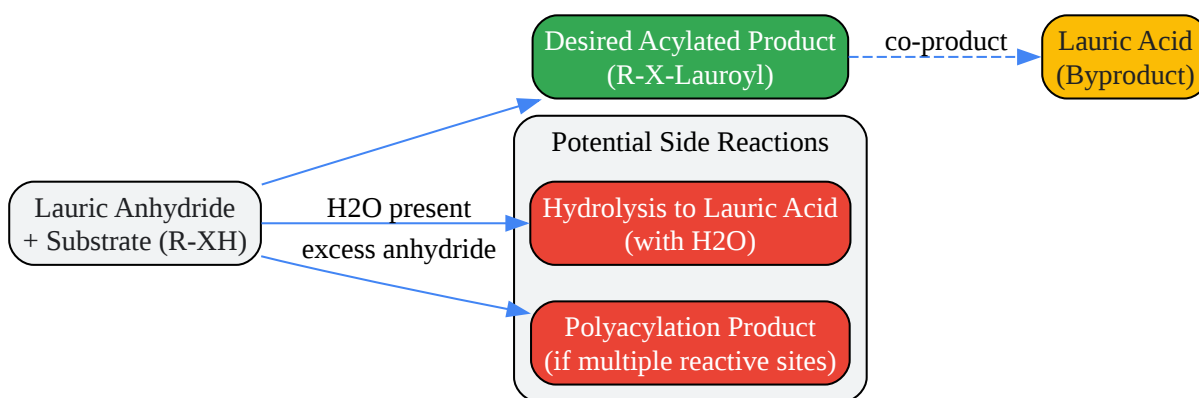 Desired Acylated Product
(R-X-Lauroyl)
co-product
Lauric Acid
(Byproduct)
Potential Side Reactions
Lauric Anhydride
+ Substrate (R-XH)
H2O present
excess anhydride
Hydrolysis to Lauric Acid
(with H2O)
Polyacylation Product
(if multiple reactive sites)